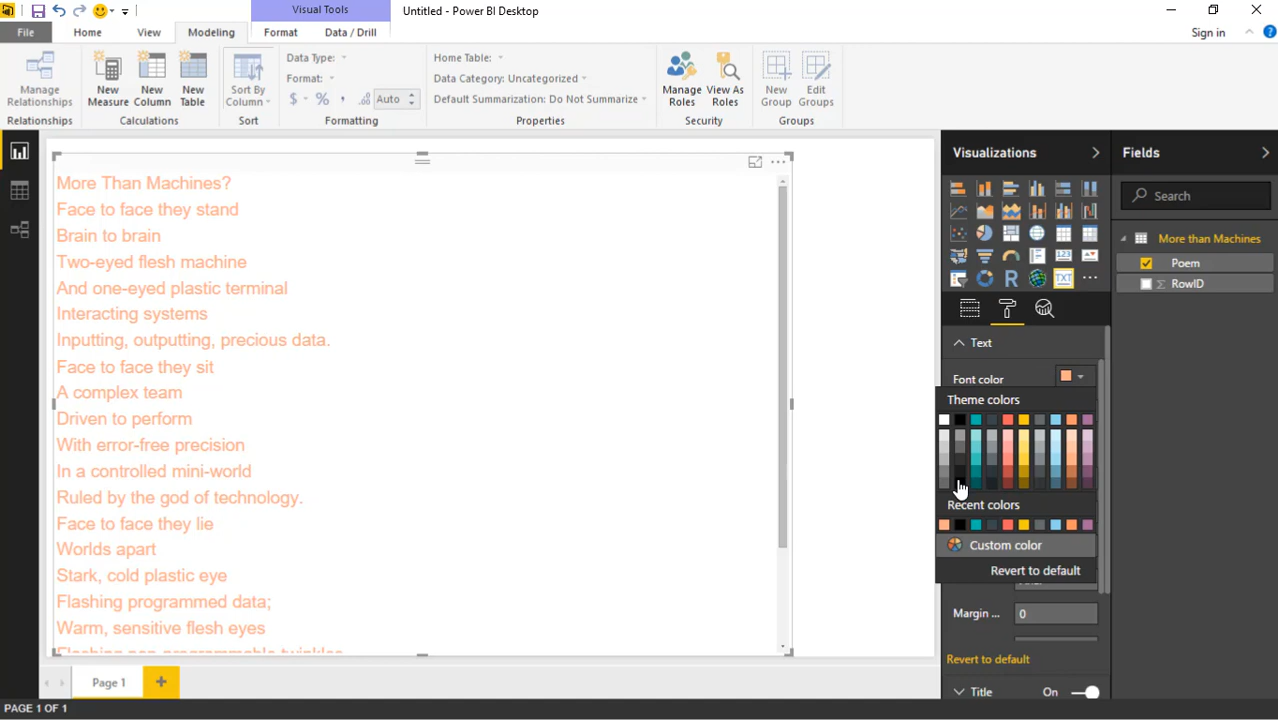 Visual Tools
Untitled - Power BI Desktop
File
Home
View
Modeling
Format
Data / Drill
Sign in
Manage Relationships
New Measure
New Column
New Table
Sort By Column
Data Type:
Format:
$ % , .00 Auto
Home Table:
Data Category: Uncategorized
Default Summarization: Do Not Summarize
Manage Roles
View As Roles
New Group
Edit Groups
Relationships
Calculations
Sort
Formatting
Properties
Security
Groups
More Than Machines?
Face to face they stand
Brain to brain
Two-eyed flesh machine
And one-eyed plastic terminal
Interacting systems
Inputting, outputting, precious data.
Face to face they sit
A complex team
Driven to perform
With error-free precision
In a controlled mini-world
Ruled by the god of technology.
Face to face they lie
Worlds apart
Stark, cold plastic eye
Flashing programmed data;
Warm, sensitive flesh eyes
Flashing non-programmable twinkles
Visualizations
R
TXT
123
Text
Font color
Theme colors
Recent colors
Custom color
Revert to default
Margin ...
0
Revert to default
Title
On
Fields
Search
More than Machines
Poem
Σ RowID
Page 1
PAGE 1 OF 1